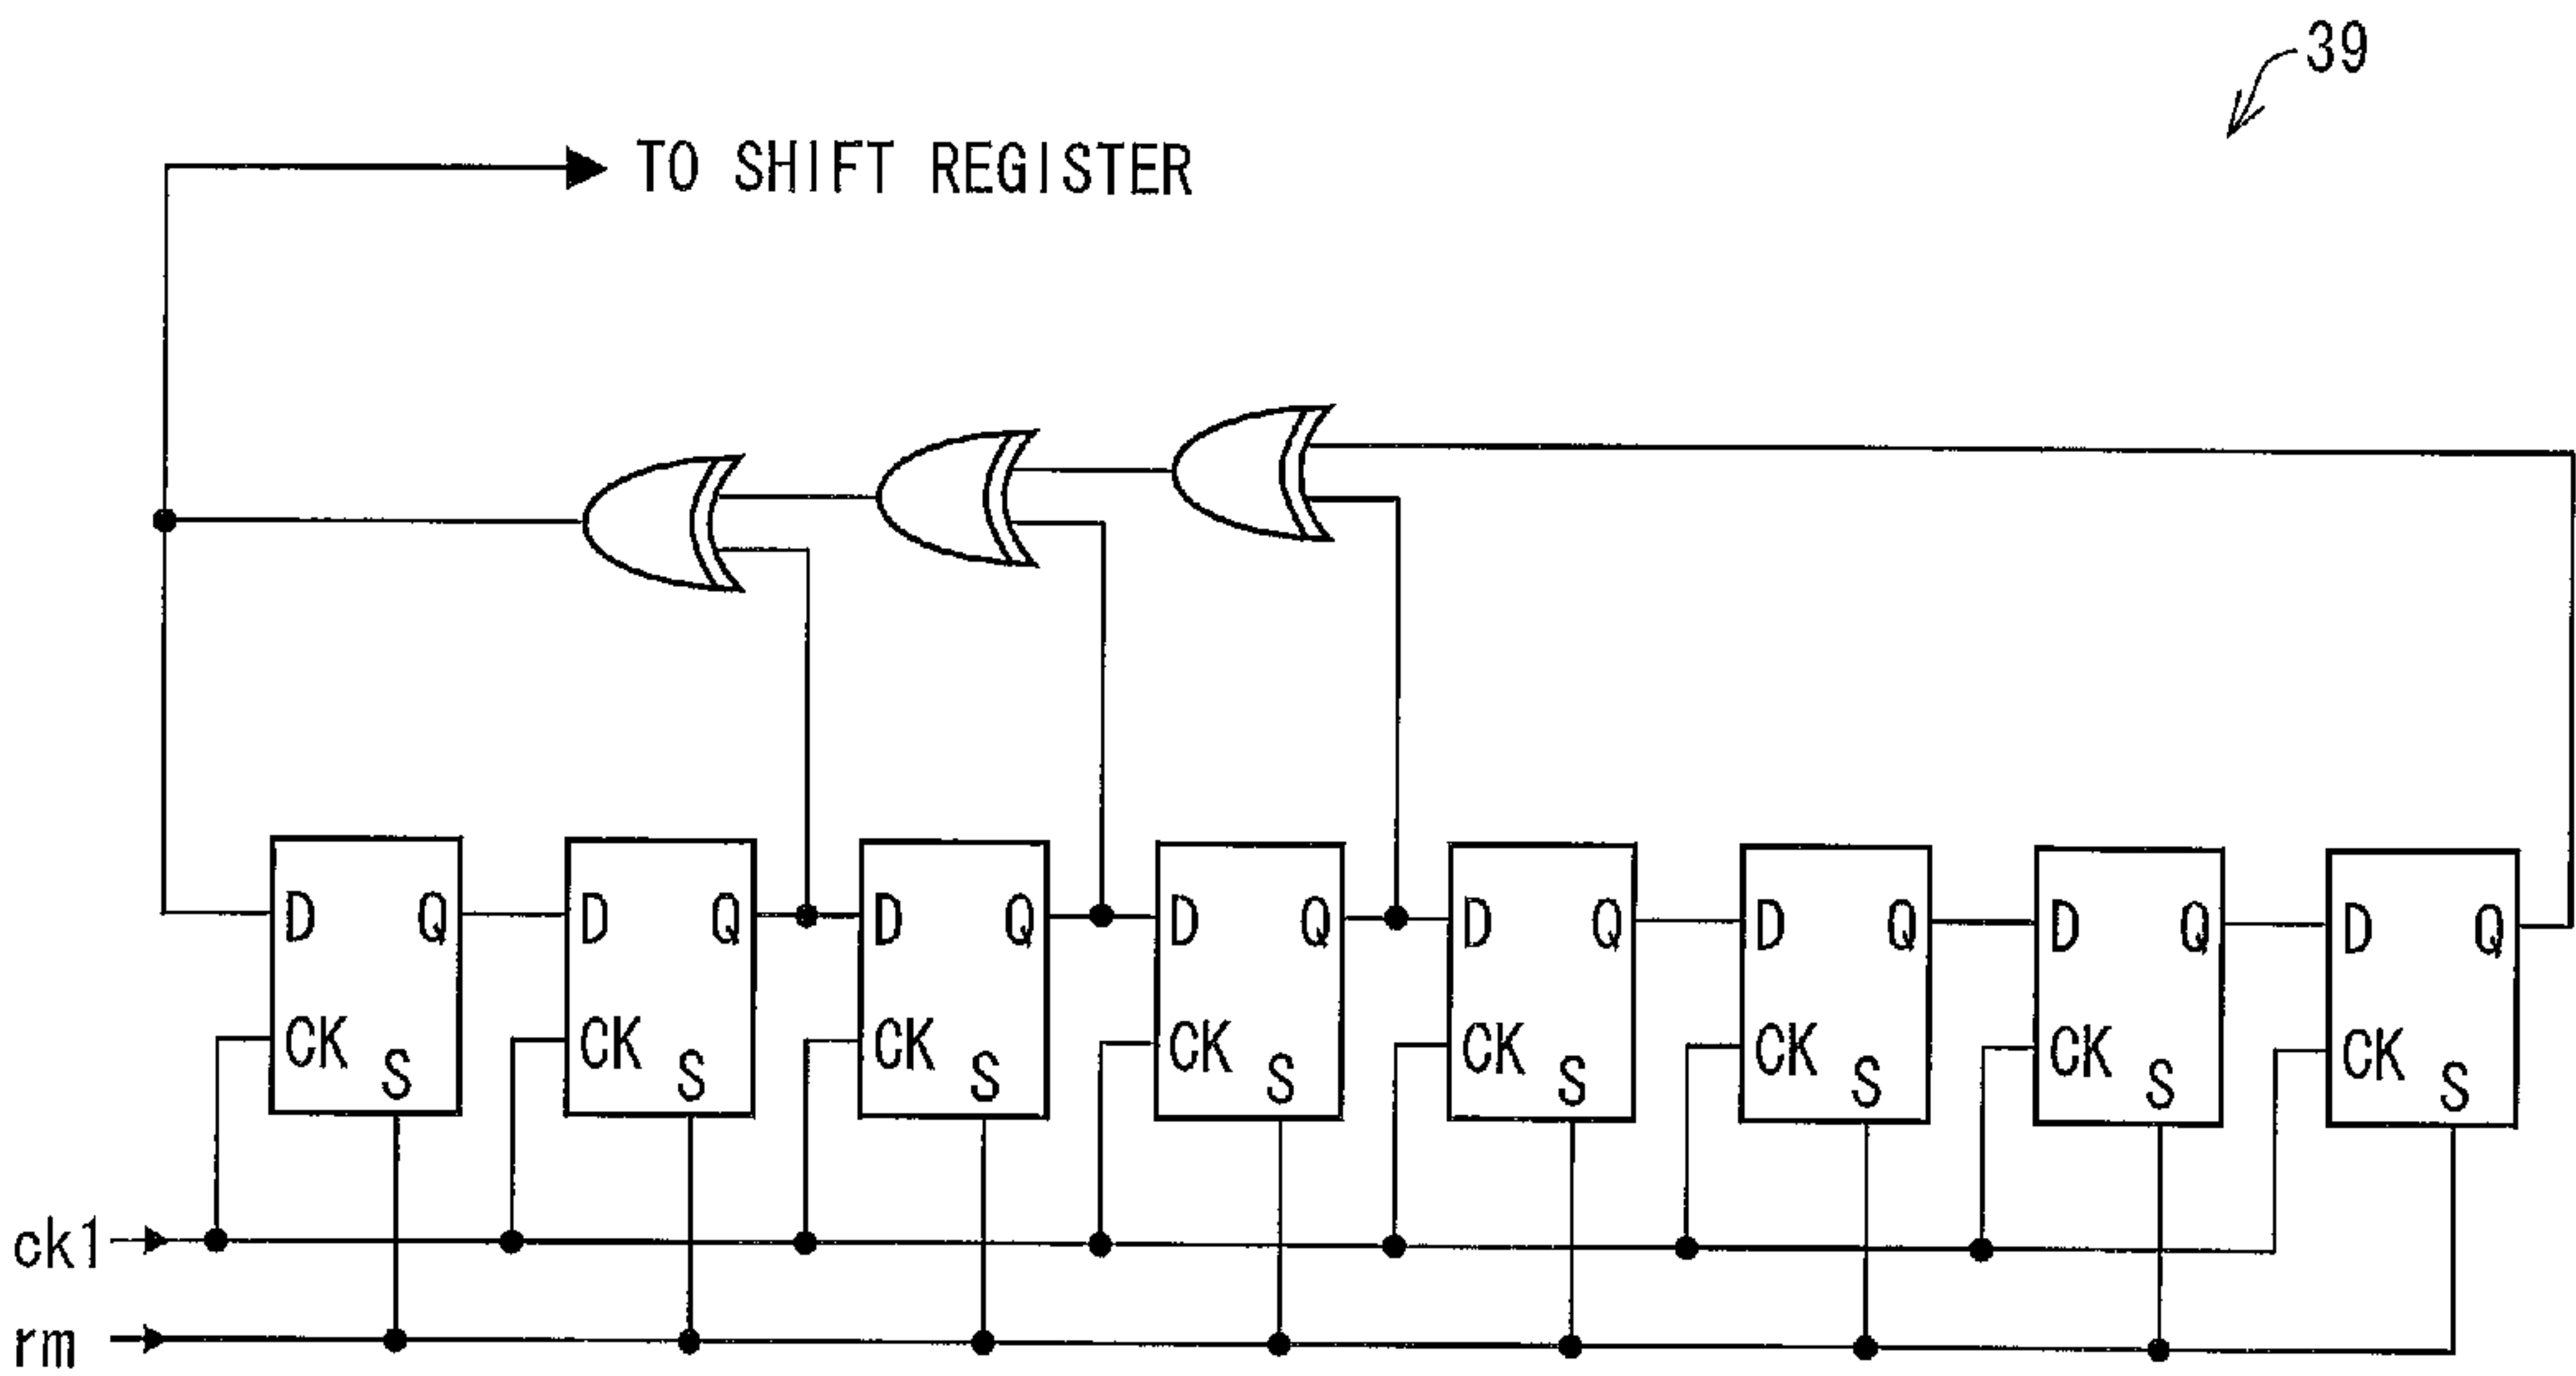 39
TO SHIFT REGISTER
D Q D Q D Q D Q D Q D Q D Q D Q
CK S CK S CK S CK S CK S CK S CK S CK S
ck1
rm